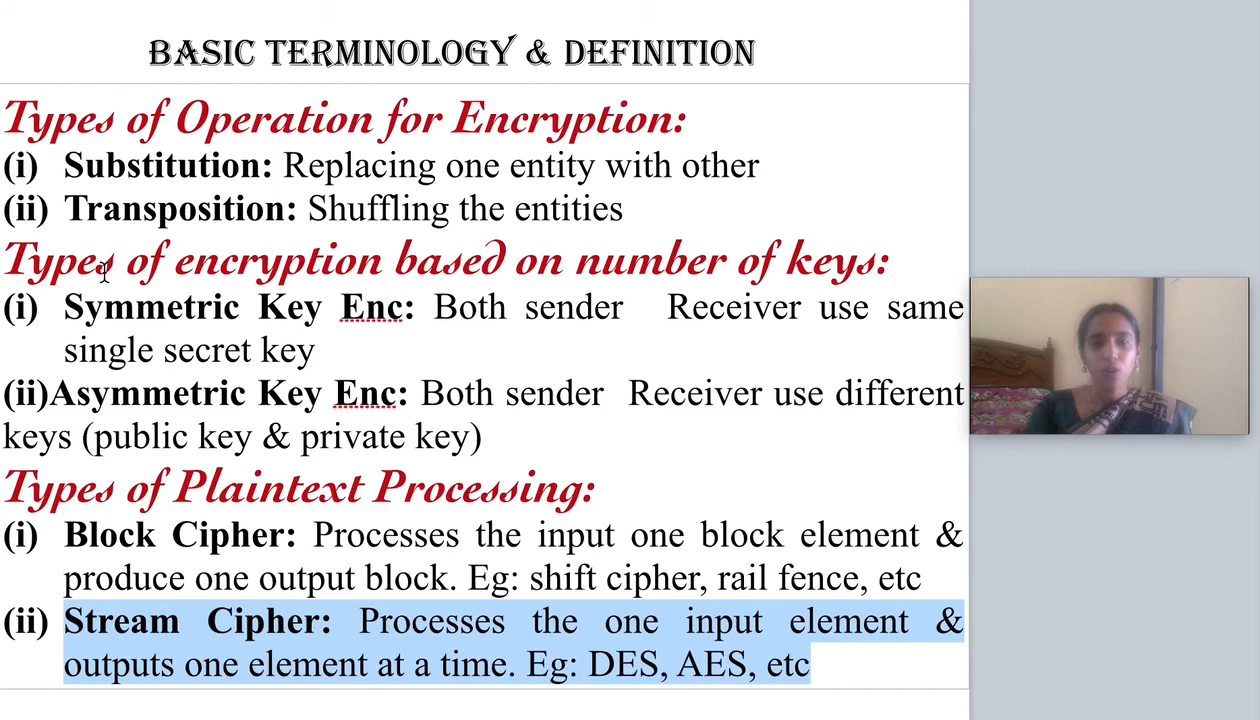 BASIC TERMINOLOGY & DEFINITION
Types of Operation for Encryption:
(i) Substitution: Replacing one entity with other
(ii) Transposition: Shuffling the entities
Types of encryption based on number of keys:
(i) Symmetric Key Enc: Both sender Receiver use same
single secret key
(ii)Asymmetric Key Enc: Both sender Receiver use different
keys (public key & private key)
Types of Plaintext Processing:
(i) Block Cipher: Processes the input one block element &
produce one output block. Eg: shift cipher, rail fence, etc
(ii) Stream Cipher: Processes the one input element &
outputs one element at a time. Eg: DES, AES, etc